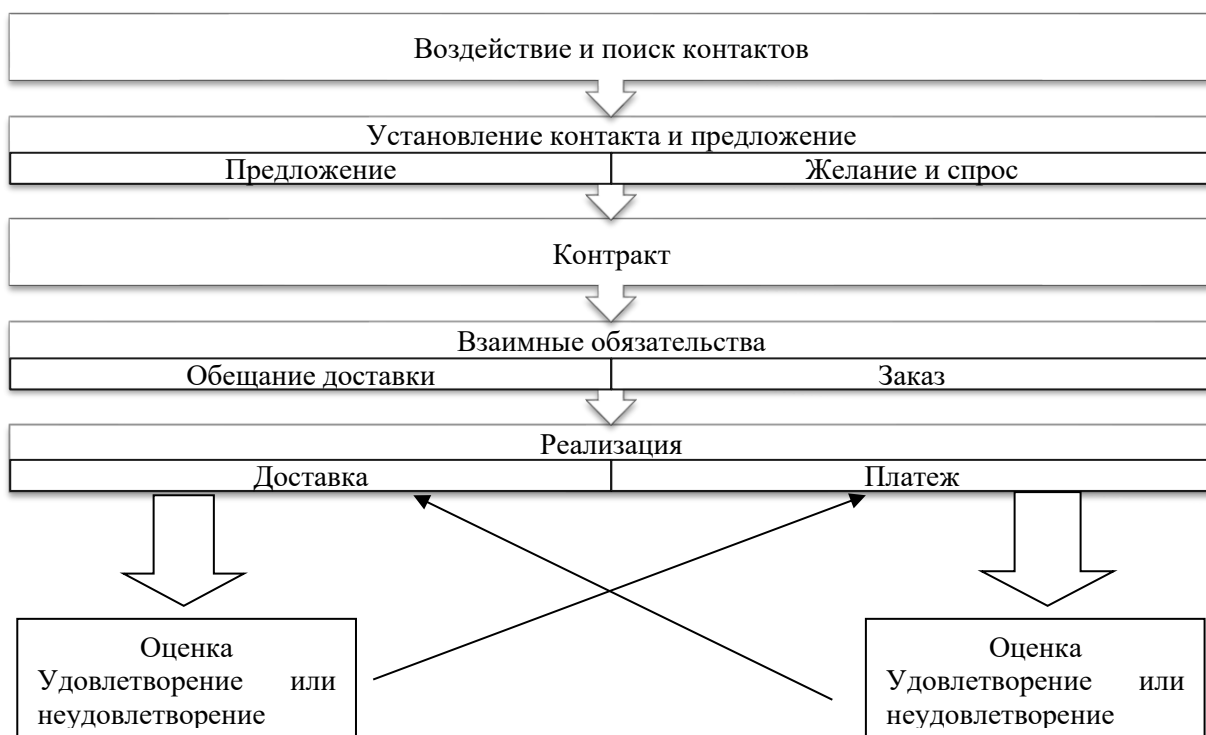 Воздействие и поиск контактов
Установление контакта и предложение
Предложение
Желание и спрос
Контракт
Взаимные обязательства
Обещание доставки
Заказ
Реализация
Доставка
Платеж
Оценка
Удовлетворение или
неудовлетворение
Оценка
Удовлетворение или
неудовлетворение